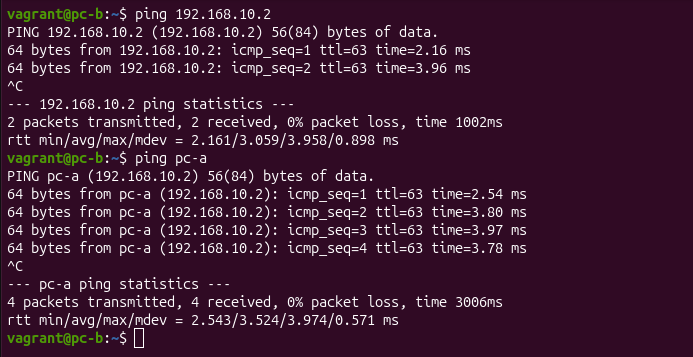 vagrant@pc-b:~$ ping 192.168.10.2
PING 192.168.10.2 (192.168.10.2) 56(84) bytes of data.
64 bytes from 192.168.10.2: icmp_seq=1 ttl=63 time=2.16 ms
64 bytes from 192.168.10.2: icmp_seq=2 ttl=63 time=3.96 ms
^C
--- 192.168.10.2 ping statistics ---
2 packets transmitted, 2 received, 0% packet loss, time 1002ms
rtt min/avg/max/mdev = 2.161/3.059/3.958/0.898 ms
vagrant@pc-b:~$ ping pc-a
PING pc-a (192.168.10.2) 56(84) bytes of data.
64 bytes from pc-a (192.168.10.2): icmp_seq=1 ttl=63 time=2.54 ms
64 bytes from pc-a (192.168.10.2): icmp_seq=2 ttl=63 time=3.80 ms
64 bytes from pc-a (192.168.10.2): icmp_seq=3 ttl=63 time=3.97 ms
64 bytes from pc-a (192.168.10.2): icmp_seq=4 ttl=63 time=3.78 ms
^C
--- pc-a ping statistics ---
4 packets transmitted, 4 received, 0% packet loss, time 3006ms
rtt min/avg/max/mdev = 2.543/3.524/3.974/0.571 ms
vagrant@pc-b:~$